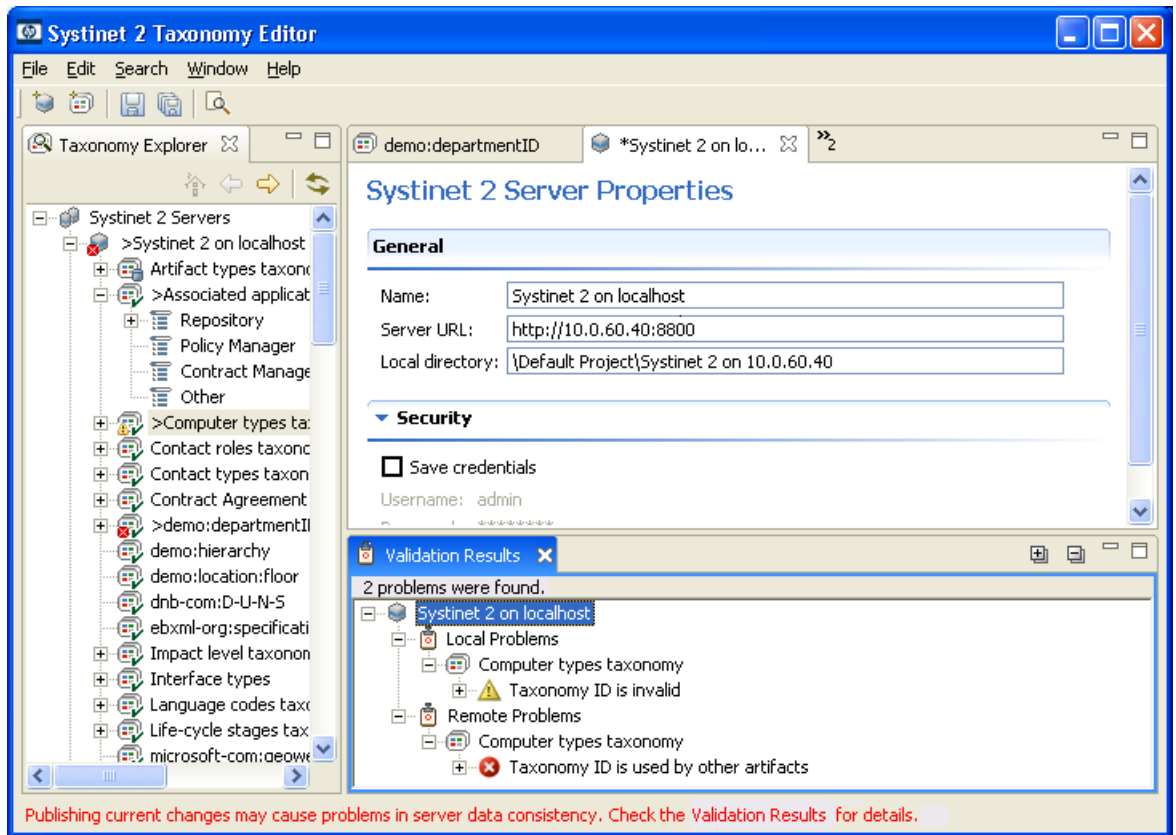 Systinet 2 Taxonomy Editor
File Edit Search Window Help
Taxonomy Explorer
Systinet 2 Servers
>Systinet 2 on localhost
Artifact types taxono
>Associated applicat
Repository
Policy Manager
Contract Manage
Other
>Computer types ta
Contact roles taxonc
Contact types taxon
Contract Agreement
>demo:departmentI
demo:hierarchy
demo:location:floor
dnb-com:D-U-N-S
ebxml-org:specificati
Impact level taxonon
Interface types
Language codes taxo
Life-cycle stages tax
microsoft-com:geowe
demo:departmentID
*Systinet 2 on lo...
»2
Systinet 2 Server Properties
General
Name: Systinet 2 on localhost
Server URL: http://10.0.60.40:8800
Local directory: \Default Project\Systinet 2 on 10.0.60.40
Security
Save credentials
Username: admin
********
Validation Results
2 problems were found.
Systinet 2 on localhost
Local Problems
Computer types taxonomy
Taxonomy ID is invalid
Remote Problems
Computer types taxonomy
Taxonomy ID is used by other artifacts
Publishing current changes may cause problems in server data consistency. Check the Validation Results for details.